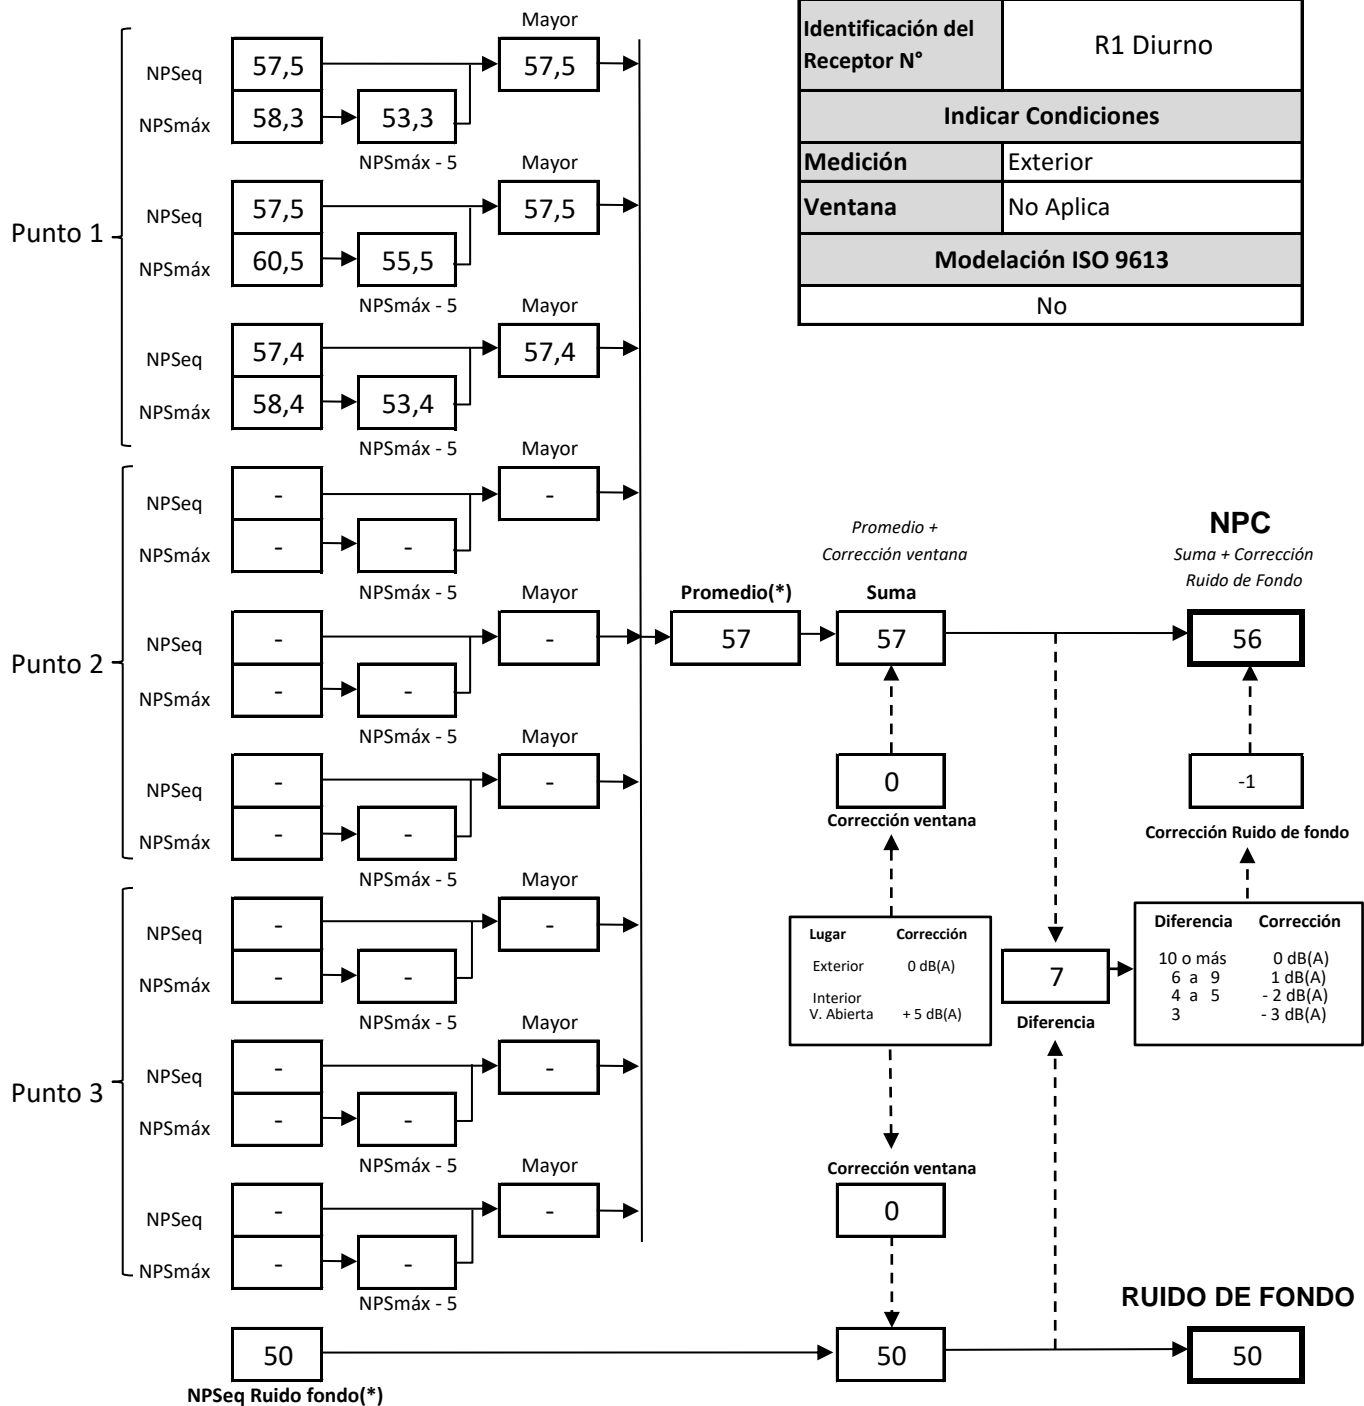 Identificación del
Receptor N°
R1 Diurno
Indicar Condiciones
Medición
Exterior
Ventana
No Aplica
Modelación ISO 9613
No
Punto 1
Mayor
NPSeq
57,5
57,5
NPSmáx
58,3
53,3
NPSmáx - 5
Mayor
NPSeq
57,5
57,5
NPSmáx
60,5
55,5
NPSmáx - 5
Mayor
NPSeq
57,4
57,4
NPSmáx
58,4
53,4
NPSmáx - 5
Punto 2
Mayor
NPSeq
-
-
NPSmáx
-
-
NPSmáx - 5
Mayor
NPSeq
-
-
NPSmáx
-
-
NPSmáx - 5
Mayor
NPSeq
-
-
NPSmáx
-
-
NPSmáx - 5
Punto 3
Mayor
NPSeq
-
-
NPSmáx
-
-
NPSmáx - 5
Mayor
NPSeq
-
-
NPSmáx
-
-
NPSmáx - 5
Mayor
NPSeq
-
-
NPSmáx
-
-
NPSmáx - 5
Promedio(*)
57
Promedio +
Corrección ventana
Suma
57
0
Corrección ventana
NPC
Suma + Corrección
Ruido de Fondo
56
-1
Corrección Ruido de fondo
Lugar Corrección
Exterior 0 dB(A)
Interior
V. Abierta + 5 dB(A)
7
Diferencia
Diferencia Corrección
10 o más 0 dB(A)
6 a 9 1 dB(A)
4 a 5 - 2 dB(A)
3 - 3 dB(A)
Corrección ventana
0
RUIDO DE FONDO
50
50
50
NPSeq Ruido fondo(*)